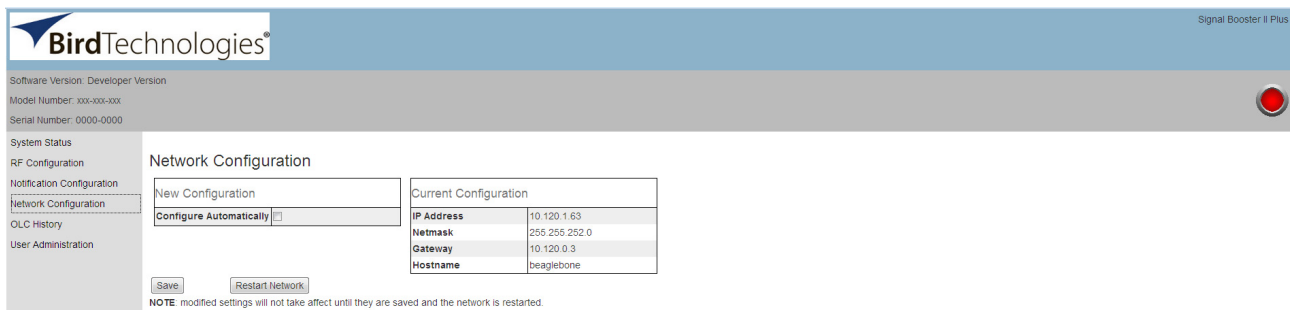 BirdTechnologies®
Signal Booster II Plus
Software Version: Developer Version
Model Number: xxx-xxx-xxx
Serial Number: 0000-0000
System Status
RF Configuration
Notification Configuration
Network Configuration
OLC History
User Administration
Network Configuration
New Configuration
Configure Automatically
Current Configuration
IP Address 10.120.1.63
Netmask 255.255.252.0
Gateway 10.120.0.3
Hostname beaglebone
Save Restart Network
NOTE: modified settings will not take affect until they are saved and the network is restarted.